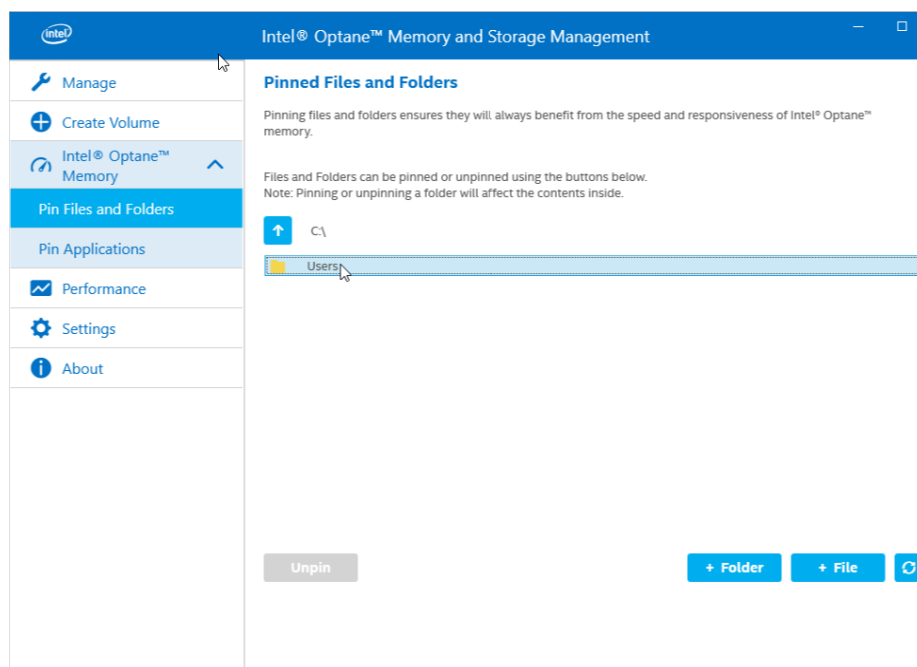 intel
Intel® Optane™ Memory and Storage Management
Manage
Create Volume
Intel® Optane™
Memory
Pin Files and Folders
Pin Applications
Performance
Settings
About
Pinned Files and Folders
Pinning files and folders ensures they will always benefit from the speed and responsiveness of Intel® Optane™
memory.
Files and Folders can be pinned or unpinned using the buttons below.
Note: Pinning or unpinning a folder will affect the contents inside.
C:\
Users
Unpin
+ Folder
+ File